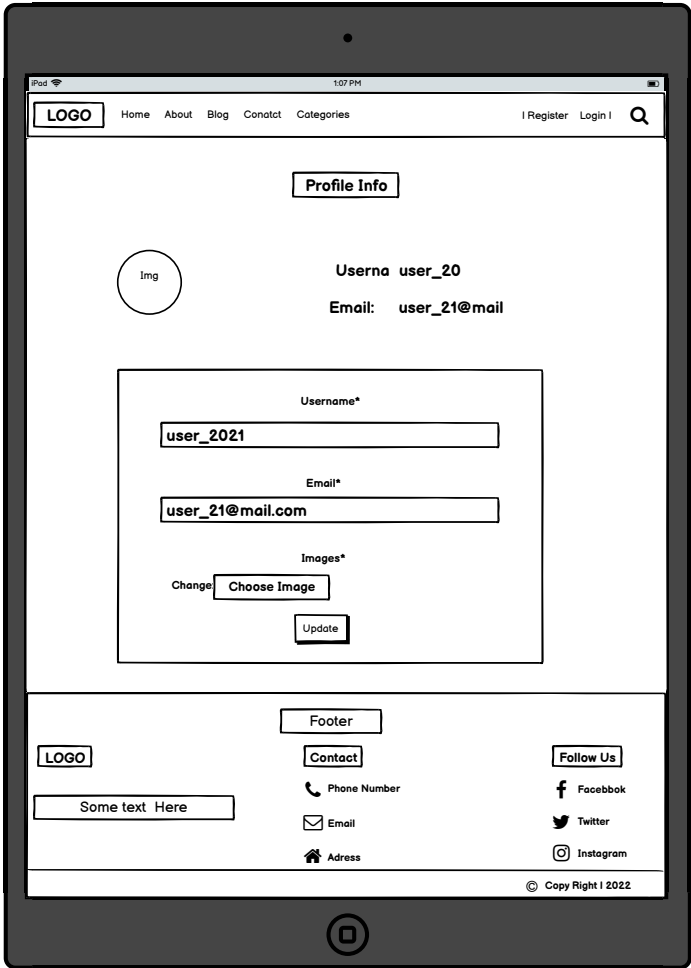 iPad 1:07 PM
LOGO Home About Blog Conatct Categories | Register Login |
Profile Info
Img
Userna user_20
Email: user_21@mail
Username*
user_2021
Email*
user_21@mail.com
Images*
Change: Choose Image
Update
Footer
LOGO Contact Follow Us
Phone Number Facebbok
Some text Here
Email Twitter
Adress Instagram
© Copy Right | 2022